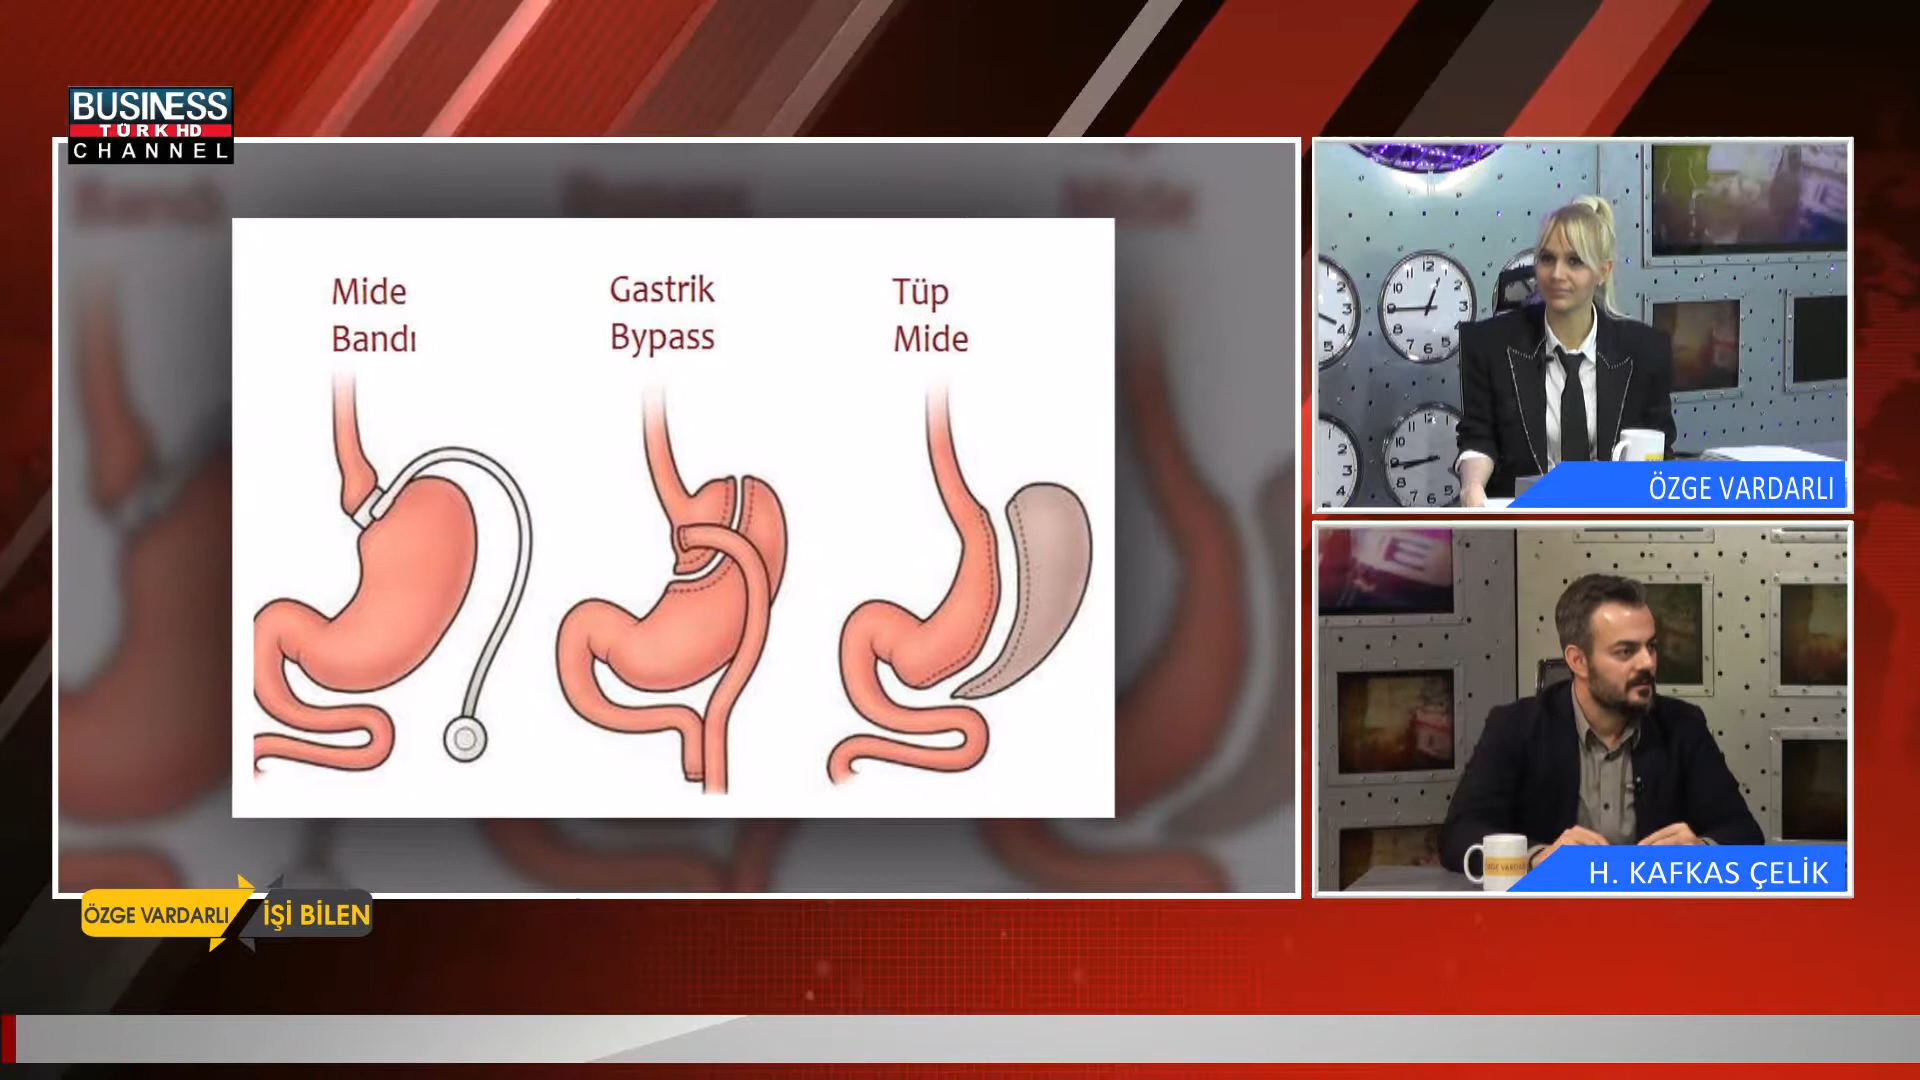 BUSINESS
TÜRK HD
CHANNEL
Mide
Bandı
Gastrik
Bypass
Tüp
Mide
ÖZGE VARDARLI
H. KAFKAS ÇELİK
ÖZGE VARDARLI İŞİ BİLEN